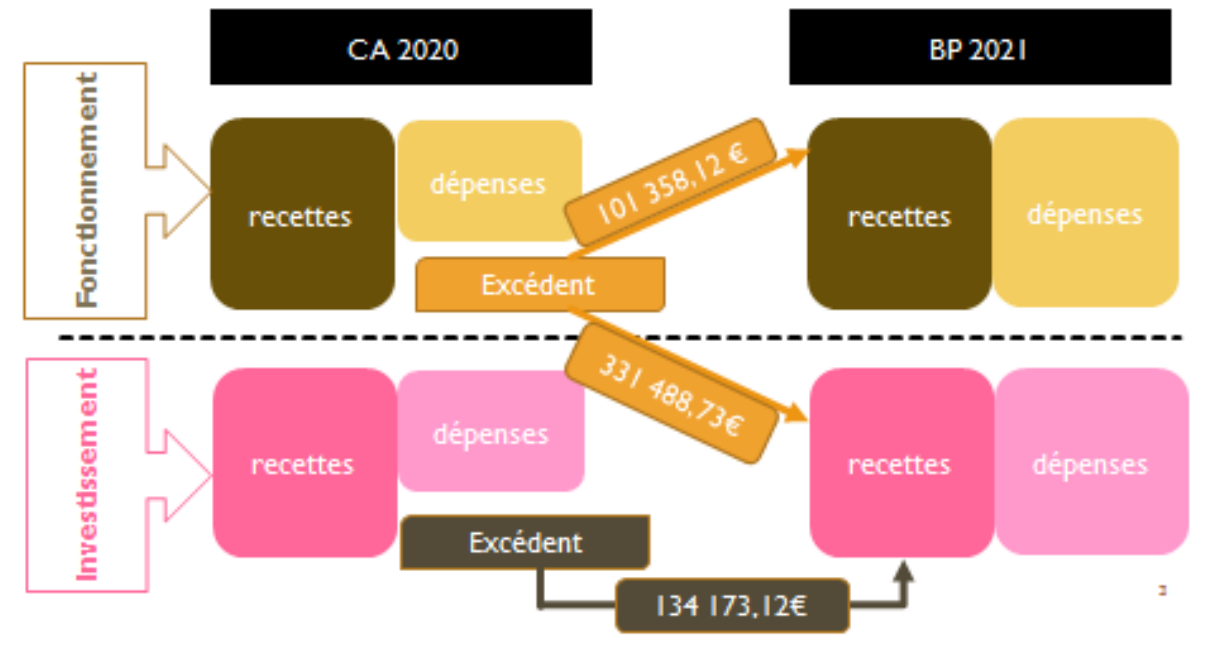 CA 2020
BP 2021
Fonctionnement
recettes
dépenses
101 358,12 €
Excédent
recettes
dépenses
Investissement
recettes
dépenses
331 488,73€
Excédent
134 173,12€
recettes
dépenses